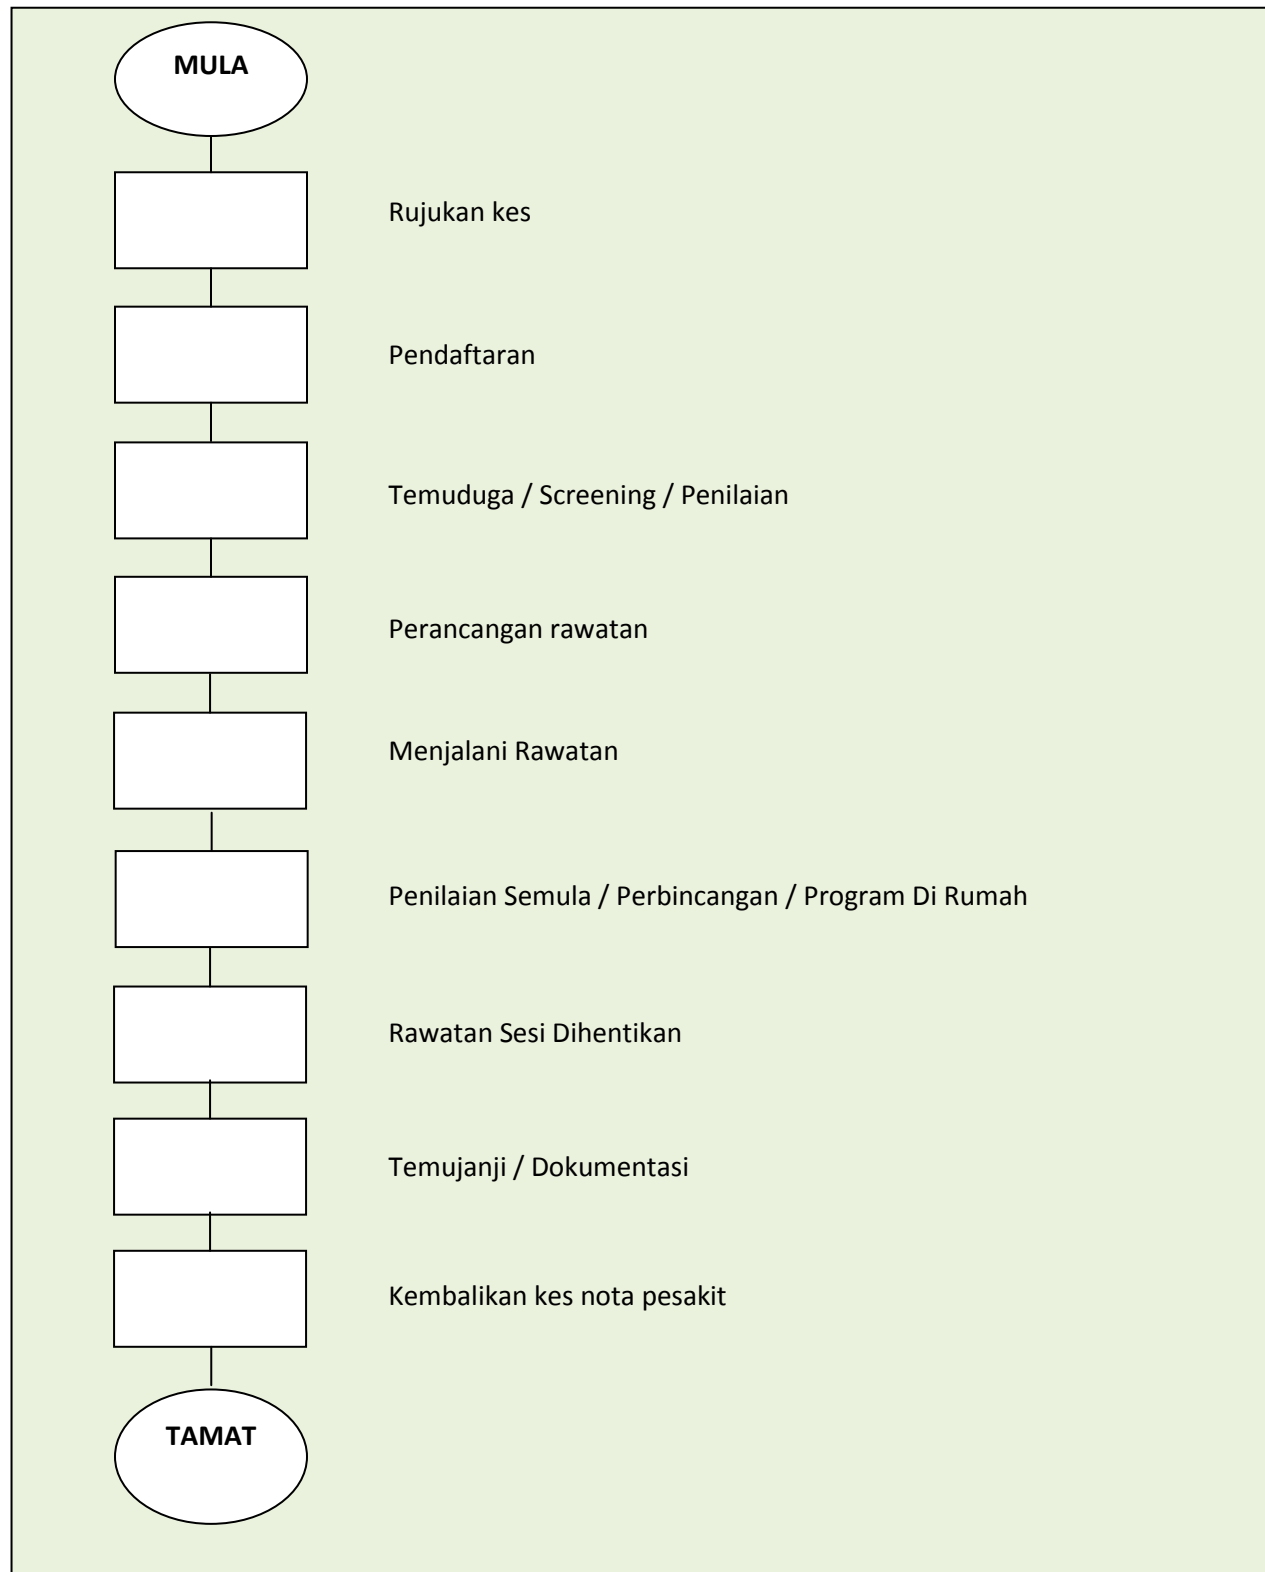 MULA
Rujukan kes
Pendaftaran
Temuduga / Screening / Penilaian
Perancangan rawatan
Menjalani Rawatan
Penilaian Semula / Perbincangan / Program Di Rumah
Rawatan Sesi Dihentikan
Temujanji / Dokumentasi
Kembalikan kes nota pesakit
TAMAT